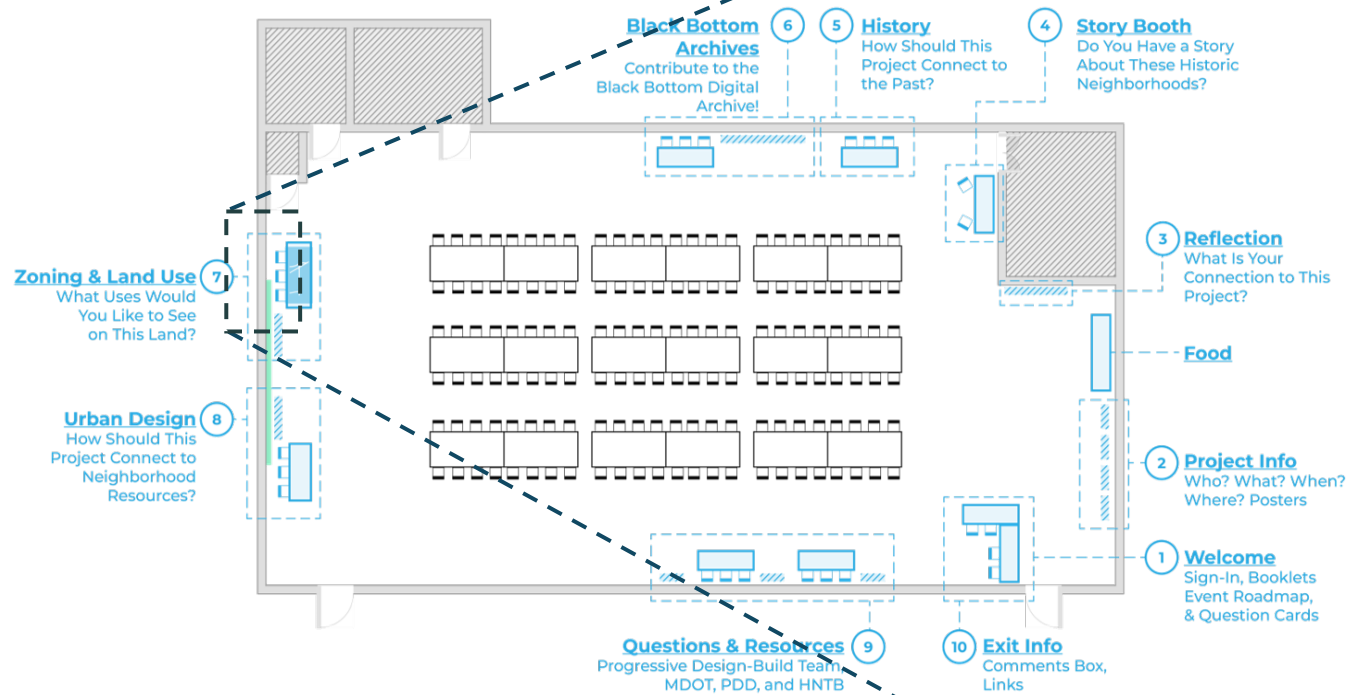 Black Bottom
Archives
Contribute to the
Black Bottom Digital
Archive!
6
5
History
How Should This
Project Connect to
the Past?
4
Story Booth
Do You Have a Story
About These Historic
Neighborhoods?
3
Reflection
What Is Your
Connection to This
Project?
Zoning & Land Use
7
What Uses Would
You Like to See
on This Land?
Food
Urban Design
8
How Should This
Project Connect to
Neighborhood
Resources?
2
Project Info
Who? What? When?
Where? Posters
1
Welcome
Sign-In, Booklets
Event Roadmap,
& Question Cards
Questions & Resources
9
Progressive Design-Build Team,
MDOT, PDD, and HNTB
10
Exit Info
Comments Box,
Links